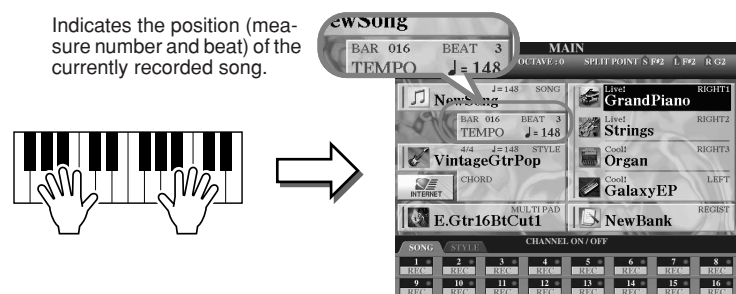 Indicates the position (mea-
sure number and beat) of the
currently recorded song.
ewSong
BAR 016 BEAT 3
TEMPO ♩= 148
MAIN
OCTAVE : 0 SPLIT POINT S F#2 L F#2 R G2
♩= 148 SONG
NewSong
BAR 016 BEAT 3
TEMPO ♩= 148
4/4 ♩= 148 STYLE
VintageGtrPop
INTERNET
CHORD
MULTI PAD
E.Gtr16BtCut1
Live! RIGHT1
GrandPiano
Live! RIGHT2
Strings
Cool! RIGHT3
Organ
Cool! LEFT
GalaxyEP
REGIST
NewBank
CHANNEL ON / OFF
SONG STYLE
1 2 3 4 5 6 7 8
REC REC REC REC REC REC REC REC
9 10 11 12 13 14 15 16
REC REC REC REC REC REC REC REC